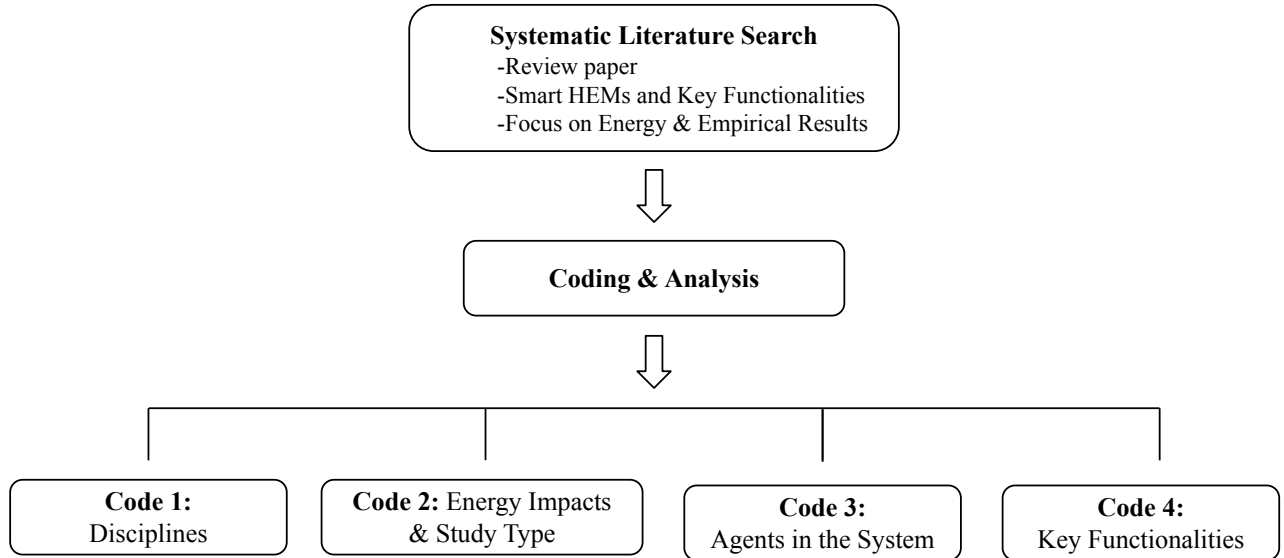 Systematic Literature Search
-Review paper
-Smart HEMs and Key Functionalities
-Focus on Energy & Empirical Results
Coding & Analysis
Code 1:
Disciplines
Code 2: Energy Impacts
& Study Type
Code 3:
Agents in the System
Code 4:
Key Functionalities